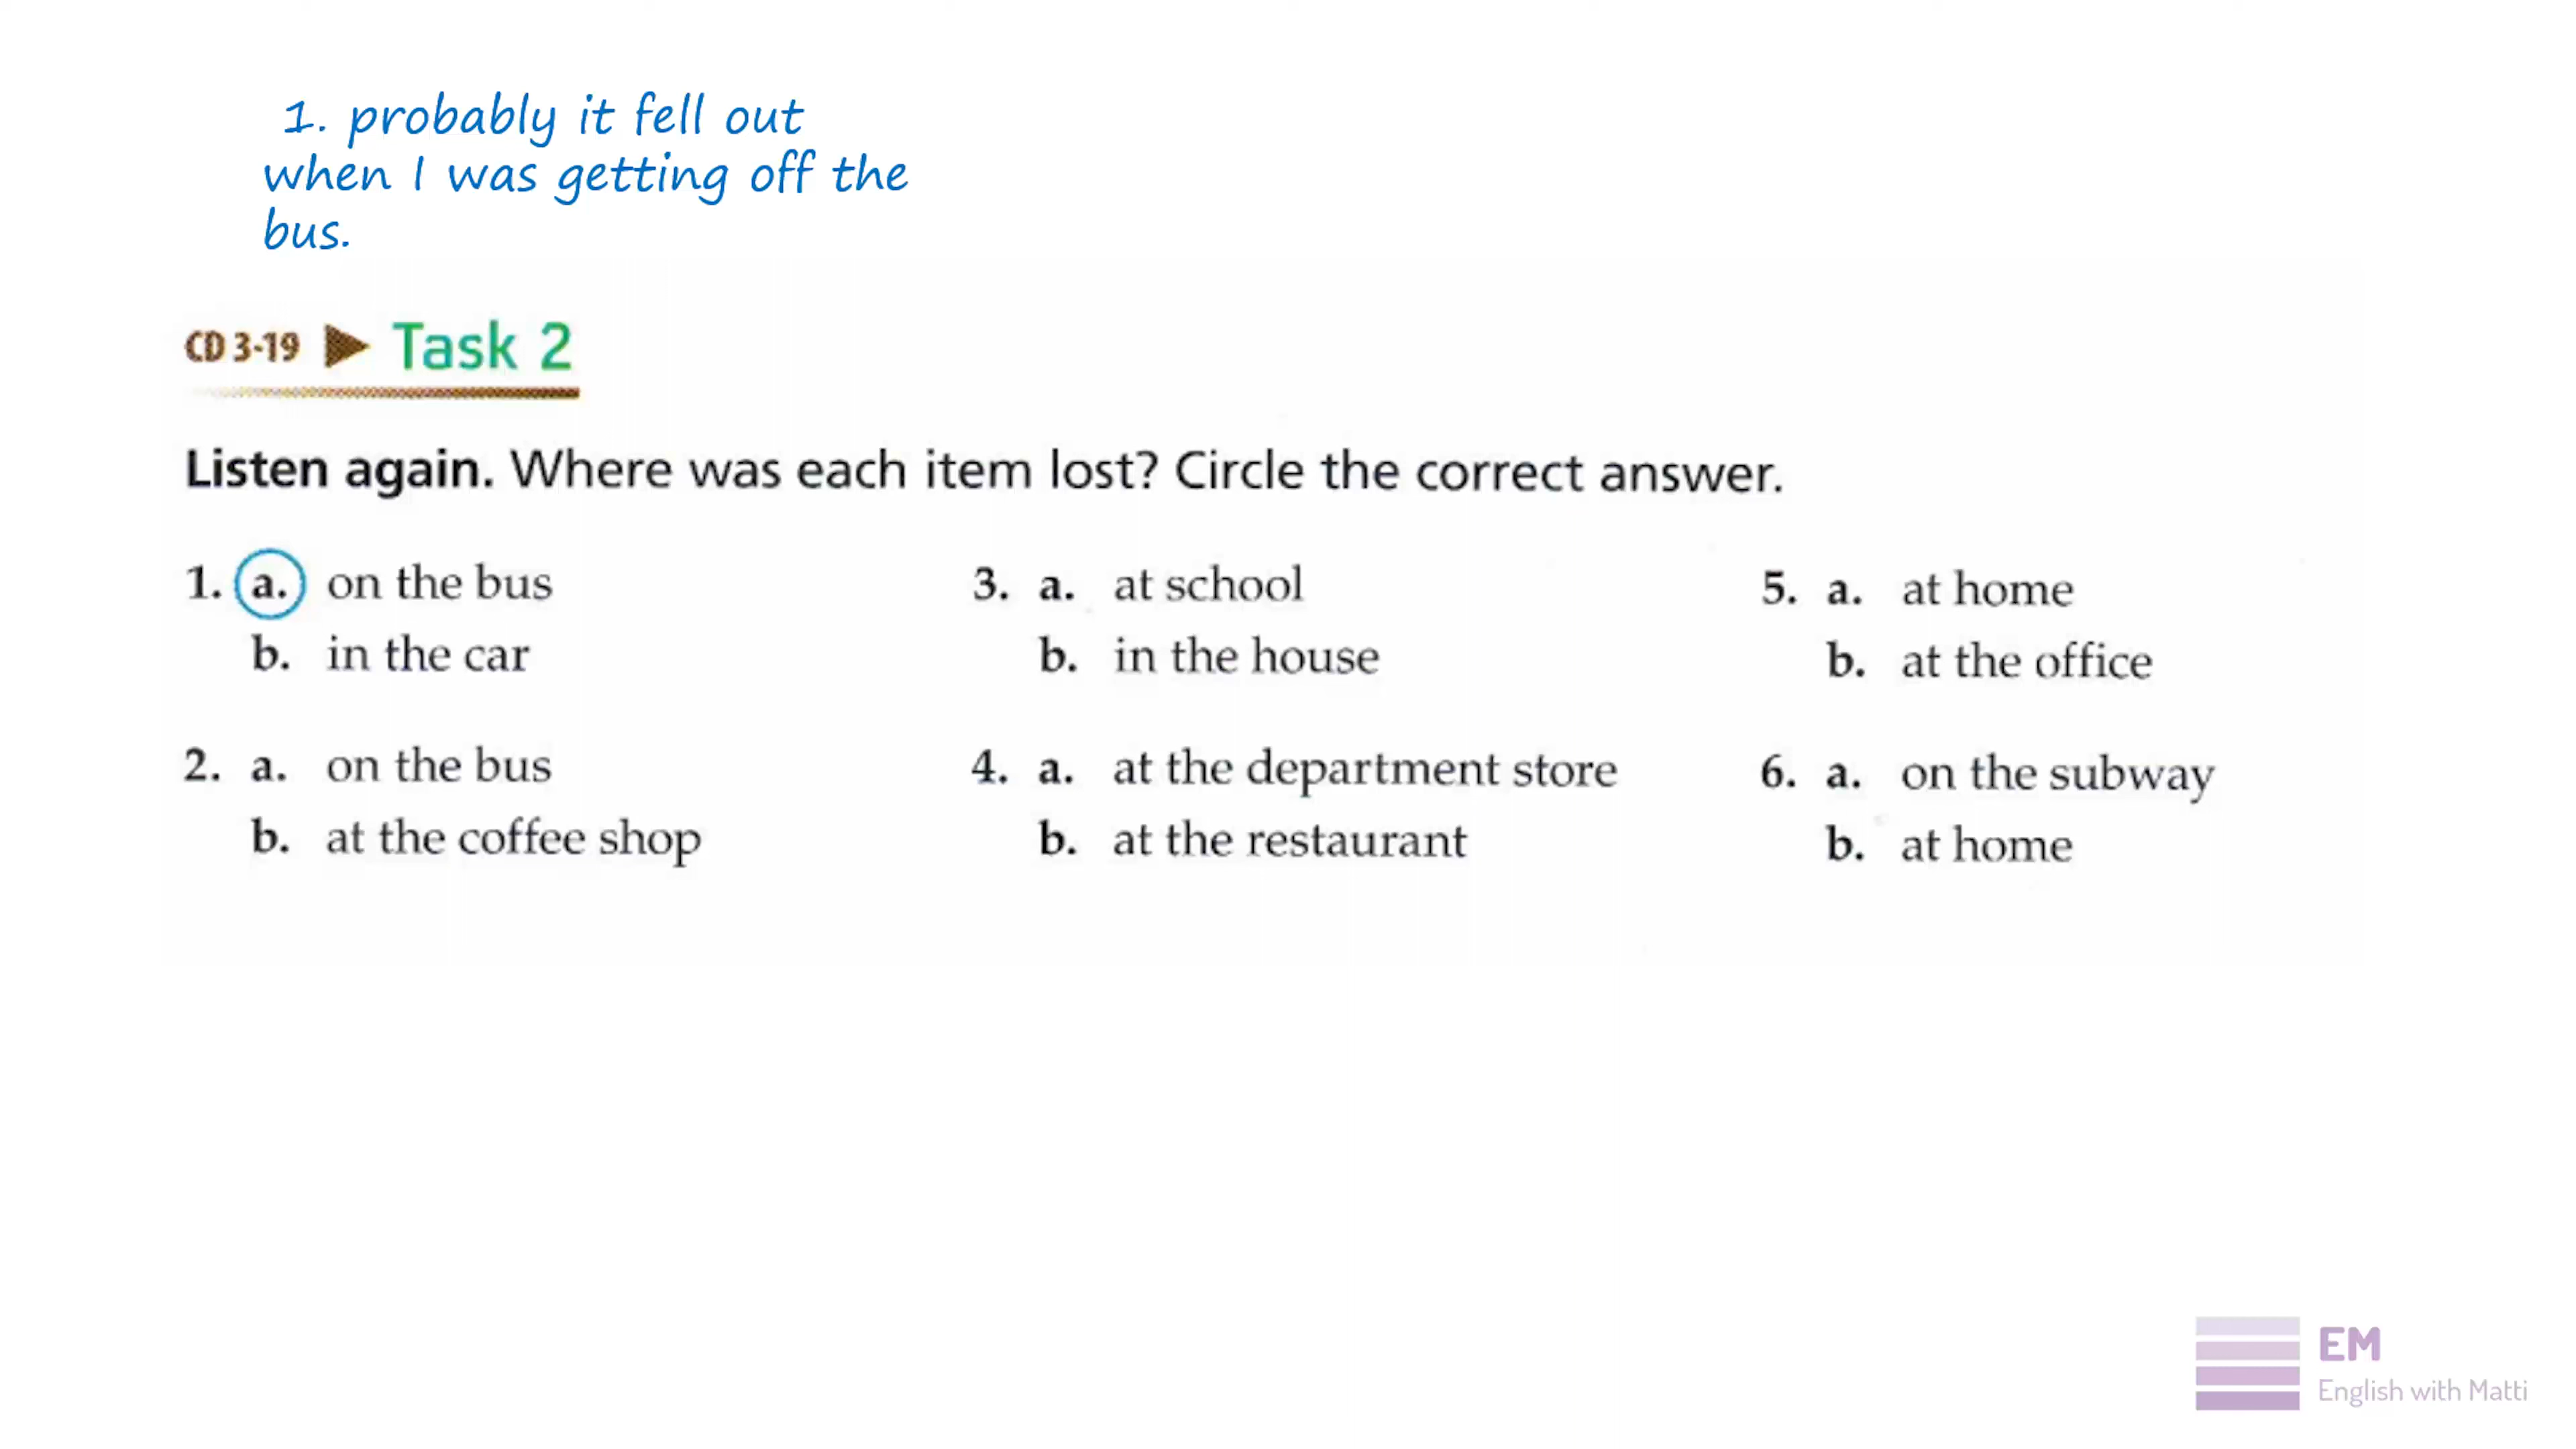 1. probably it fell out
when I was getting off the
bus.
CD 3-19 ▶ Task 2
Listen again. Where was each item lost? Circle the correct answer.
1. a. on the bus
b. in the car
2. a. on the bus
b. at the coffee shop
3. a. at school
b. in the house
4. a. at the department store
b. at the restaurant
5. a. at home
b. at the office
6. a. on the subway
b. at home
EM
English with Matti